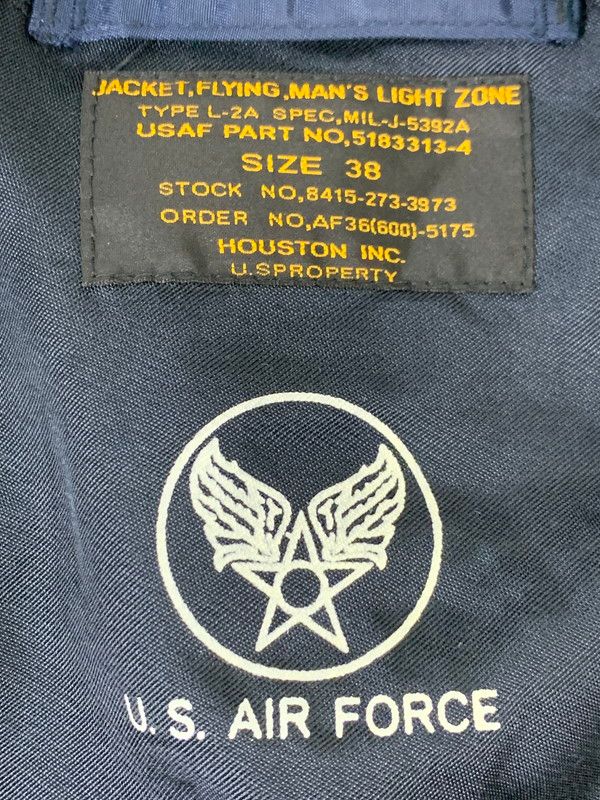 JACKET,FLYING,MAN'S LIGHT ZONE
TYPE L-2A SPEC,MIL-J-5392A
USAF PART NO,5183313-4
SIZE 38
STOCK NO,8415-273-3973
ORDER NO,AF36(600)-5175
HOUSTON INC.
U.SPROPERTY
U.S. AIR FORCE